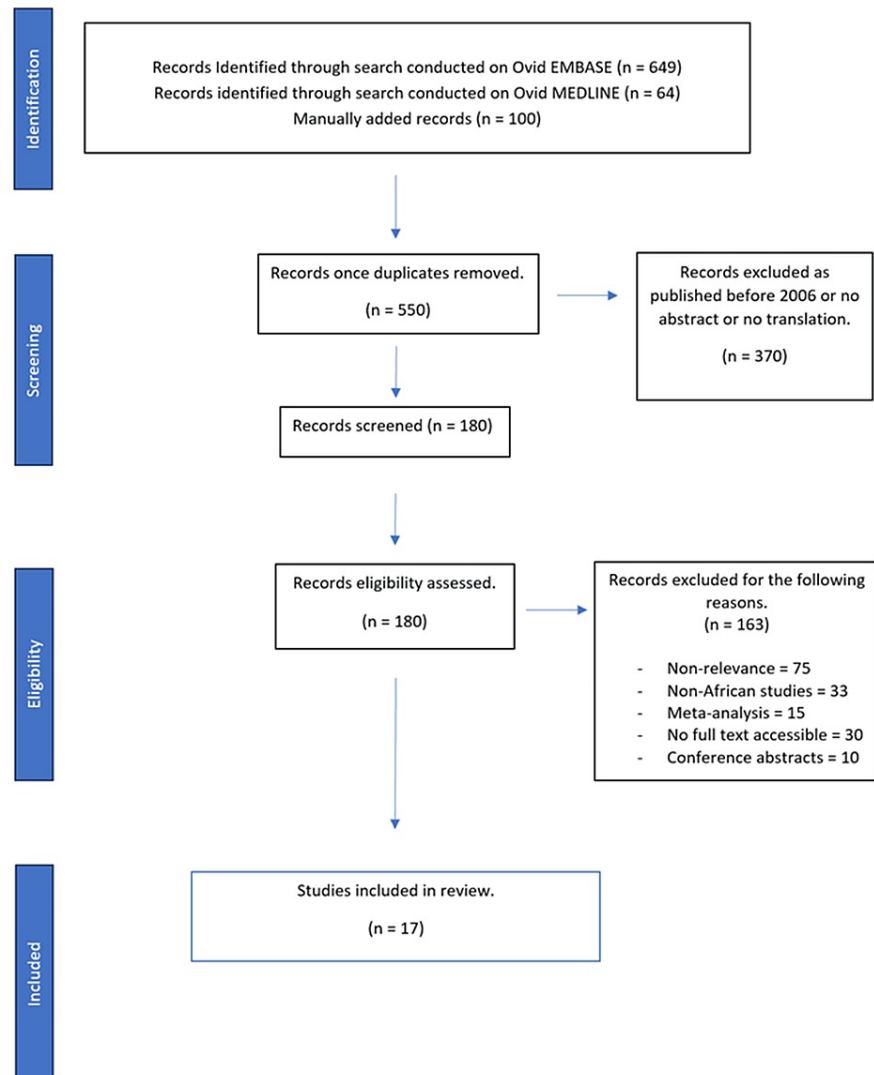 Identification
Records Identified through search conducted on Ovid EMBASE (n = 649)
Records identified through search conducted on Ovid MEDLINE (n = 64)
Manually added records (n = 100)
Screening
Records once duplicates removed.
(n = 550)
Records excluded as
published before 2006 or no
abstract or no translation.
(n = 370)
Records screened (n = 180)
Eligibility
Records eligibility assessed.
(n = 180)
Records excluded for the following
reasons.
(n = 163)
- Non-relevance = 75
- Non-African studies = 33
- Meta-analysis = 15
- No full text accessible = 30
- Conference abstracts = 10
Included
Studies included in review.
(n = 17)